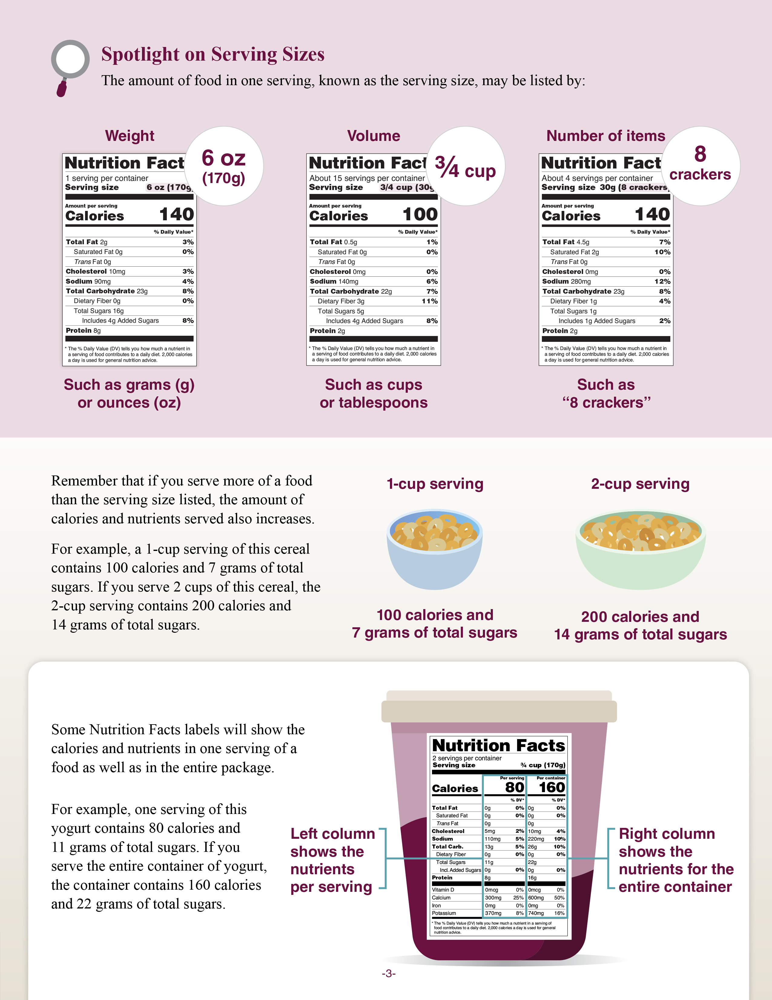 Spotlight on Serving Sizes
The amount of food in one serving, known as the serving size, may be listed by:
Weight
6 oz
(170g)
Nutrition Fact
1 serving per container
Serving size 6 oz (170g)
Amount per serving
Calories 140
% Daily Value*
Total Fat 2g 3%
Saturated Fat 0g 0%
Trans Fat 0g
Cholesterol 10mg 3%
Sodium 90mg 4%
Total Carbohydrate 23g 8%
Dietary Fiber 0g 0%
Total Sugars 16g
Includes 4g Added Sugars 8%
Protein 8g
* The % Daily Value (DV) tells you how much a nutrient in
a serving of food contributes to a daily diet. 2,000 calories
a day is used for general nutrition advice.
Such as grams (g)
or ounces (oz)
Volume
3/4 cup
Nutrition Fact
About 15 servings per container
Serving size 3/4 cup (30g
Amount per serving
Calories 100
% Daily Value*
Total Fat 0.5g 1%
Saturated Fat 0g 0%
Trans Fat 0g
Cholesterol 0mg 0%
Sodium 140mg 6%
Total Carbohydrate 22g 7%
Dietary Fiber 3g 11%
Total Sugars 5g
Includes 4g Added Sugars 8%
Protein 2g
* The % Daily Value (DV) tells you how much a nutrient in
a serving of food contributes to a daily diet. 2,000 calories
a day is used for general nutrition advice.
Such as cups
or tablespoons
Number of items
8
crackers
Nutrition Fact
About 4 servings per container
Serving size 30g (8 crackers)
Amount per serving
Calories 140
% Daily Value*
Total Fat 4.5g 7%
Saturated Fat 2g 10%
Trans Fat 0g
Cholesterol 0mg 0%
Sodium 280mg 12%
Total Carbohydrate 23g 8%
Dietary Fiber 1g 4%
Total Sugars 1g
Includes 1g Added Sugars 2%
Protein 2g
* The % Daily Value (DV) tells you how much a nutrient in
a serving of food contributes to a daily diet. 2,000 calories
a day is used for general nutrition advice.
Such as
“8 crackers”
Remember that if you serve more of a food
than the serving size listed, the amount of
calories and nutrients served also increases.
For example, a 1-cup serving of this cereal
contains 100 calories and 7 grams of total
sugars. If you serve 2 cups of this cereal, the
2-cup serving contains 200 calories and
14 grams of total sugars.
1-cup serving
100 calories and
7 grams of total sugars
2-cup serving
200 calories and
14 grams of total sugars
Some Nutrition Facts labels will show the
calories and nutrients in one serving of a
food as well as in the entire package.
For example, one serving of this
yogurt contains 80 calories and
11 grams of total sugars. If you
serve the entire container of yogurt,
the container contains 160 calories
and 22 grams of total sugars.
Left column
shows the
nutrients
per serving
Nutrition Facts
2 servings per container
Serving size ¾ cup (170g)
Per serving Per container
Calories 80 160
% DV* % DV*
Total Fat 0g 0% 0g 0%
Saturated Fat 0g 0% 0g 0%
Trans Fat 0g 0g
Cholesterol 5mg 2% 10mg 4%
Sodium 110mg 5% 220mg 10%
Total Carb. 13g 5% 26g 10%
Dietary Fiber 0g 0% 0g 0%
Total Sugars 11g 22g
Incl. Added Sugars 0g 0% 0g 0%
Protein 8g 16g
Vitamin D 0mcg 0% 0mcg 0%
Calcium 300mg 25% 600mg 50%
Iron 0mg 0% 0mg 0%
Potassium 370mg 8% 740mg 16%
* The % Daily Value (DV) tells you how much a nutrient in a serving of
food contributes to a daily diet. 2,000 calories a day is used for general
nutrition advice.
Right column
shows the
nutrients for the
entire container
-3-